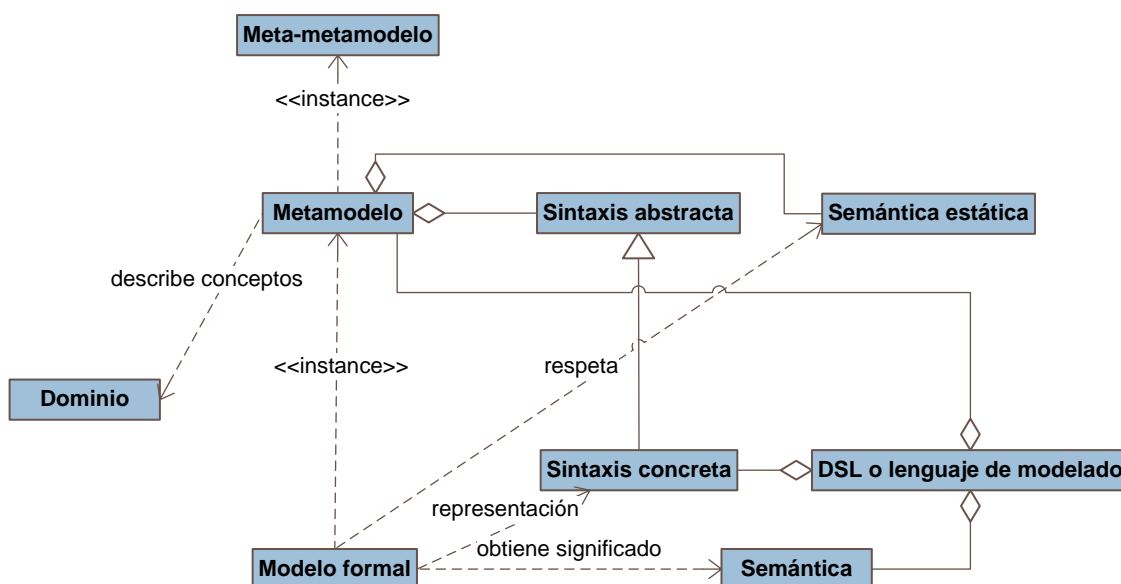 Meta-metamodelo
<<instance>>
Metamodelo
Sintaxis abstracta
Semántica estática
describe conceptos
<<instance>>
respeta
Dominio
Sintaxis concreta
DSL o lenguaje de modelado
representación
obtiene significado
Modelo formal
Semántica